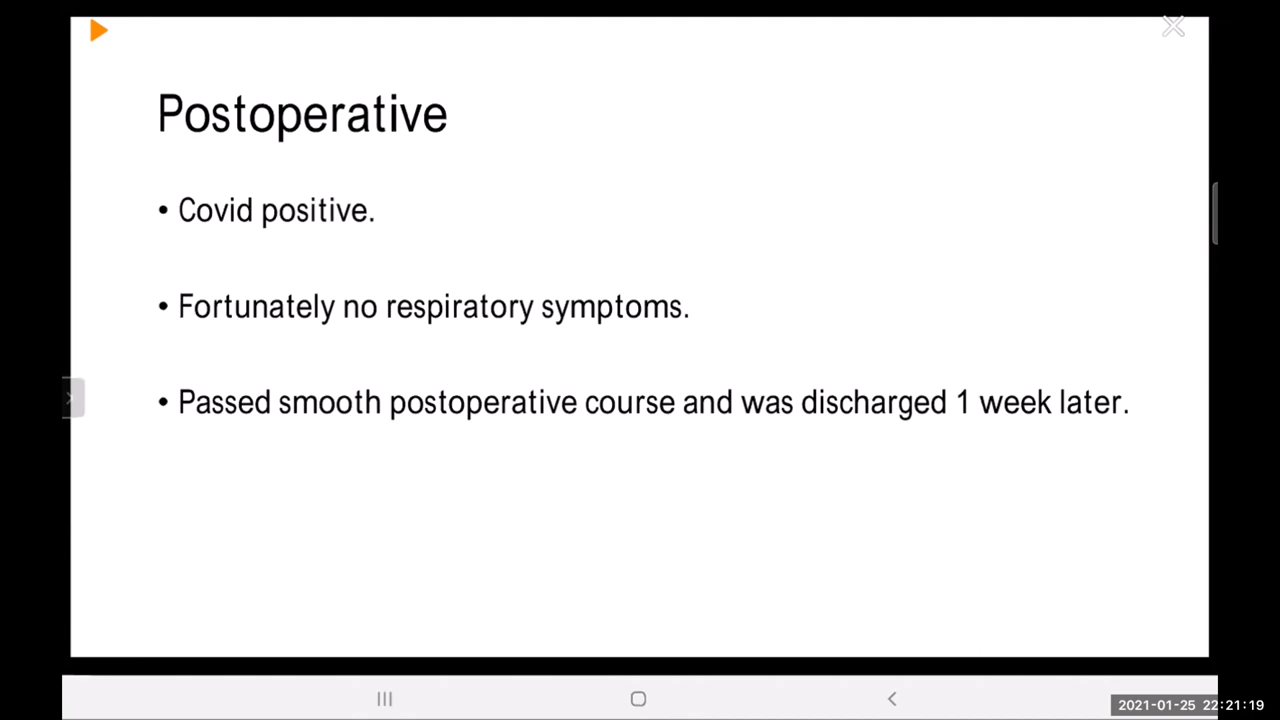 Postoperative
• Covid positive.
• Fortunately no respiratory symptoms.
• Passed smooth postoperative course and was discharged 1 week later.
2021-01-25 22:21:19